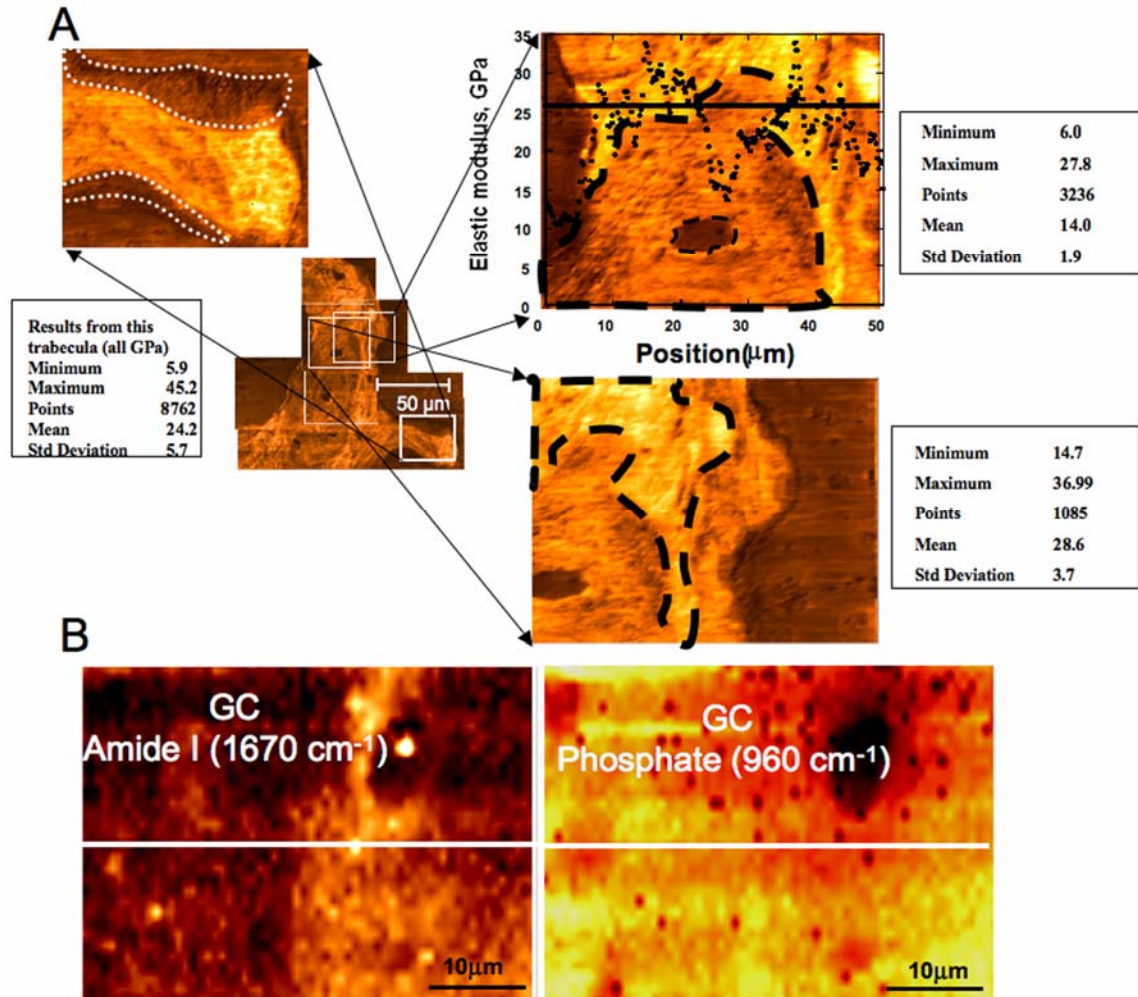 A
Elastic modulus, GPa
35
30
25
20
15
10
5
0
0 10 20 30 40 50
Position(μm)
Minimum 6.0
Maximum 27.8
Points 3236
Mean 14.0
Std Deviation 1.9
Results from this
trabecula (all GPa)
Minimum 5.9
Maximum 45.2
Points 8762
Mean 24.2
Std Deviation 5.7
50 μm
Minimum 14.7
Maximum 36.99
Points 1085
Mean 28.6
Std Deviation 3.7
B
GC
Amide I (1670 cm-1)
10μm
GC
Phosphate (960 cm-1)
10μm